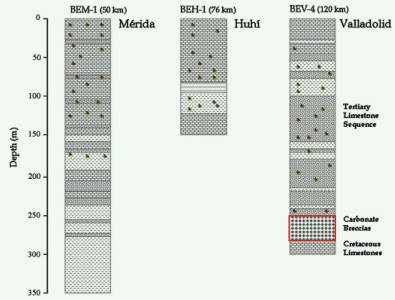 BEM-1 (50 km) BEH-1 (76 km) BEV-4 (120 km)
Mérida Huhí Valladolid
0
50
100
150
200
250
300
350
Depth (m)
Tertiary
Limestone
Sequence
Carbonate
Breccias
Cretaceous
Limestones